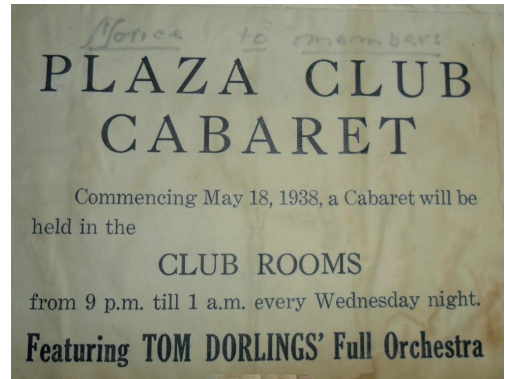 Notice to members
PLAZA CLUB
CABARET
Commencing May 18, 1938, a Cabaret will be
held in the
CLUB ROOMS
from 9 p.m. till 1 a.m. every Wednesday night.
Featuring TOM DORLINGS' Full Orchestra